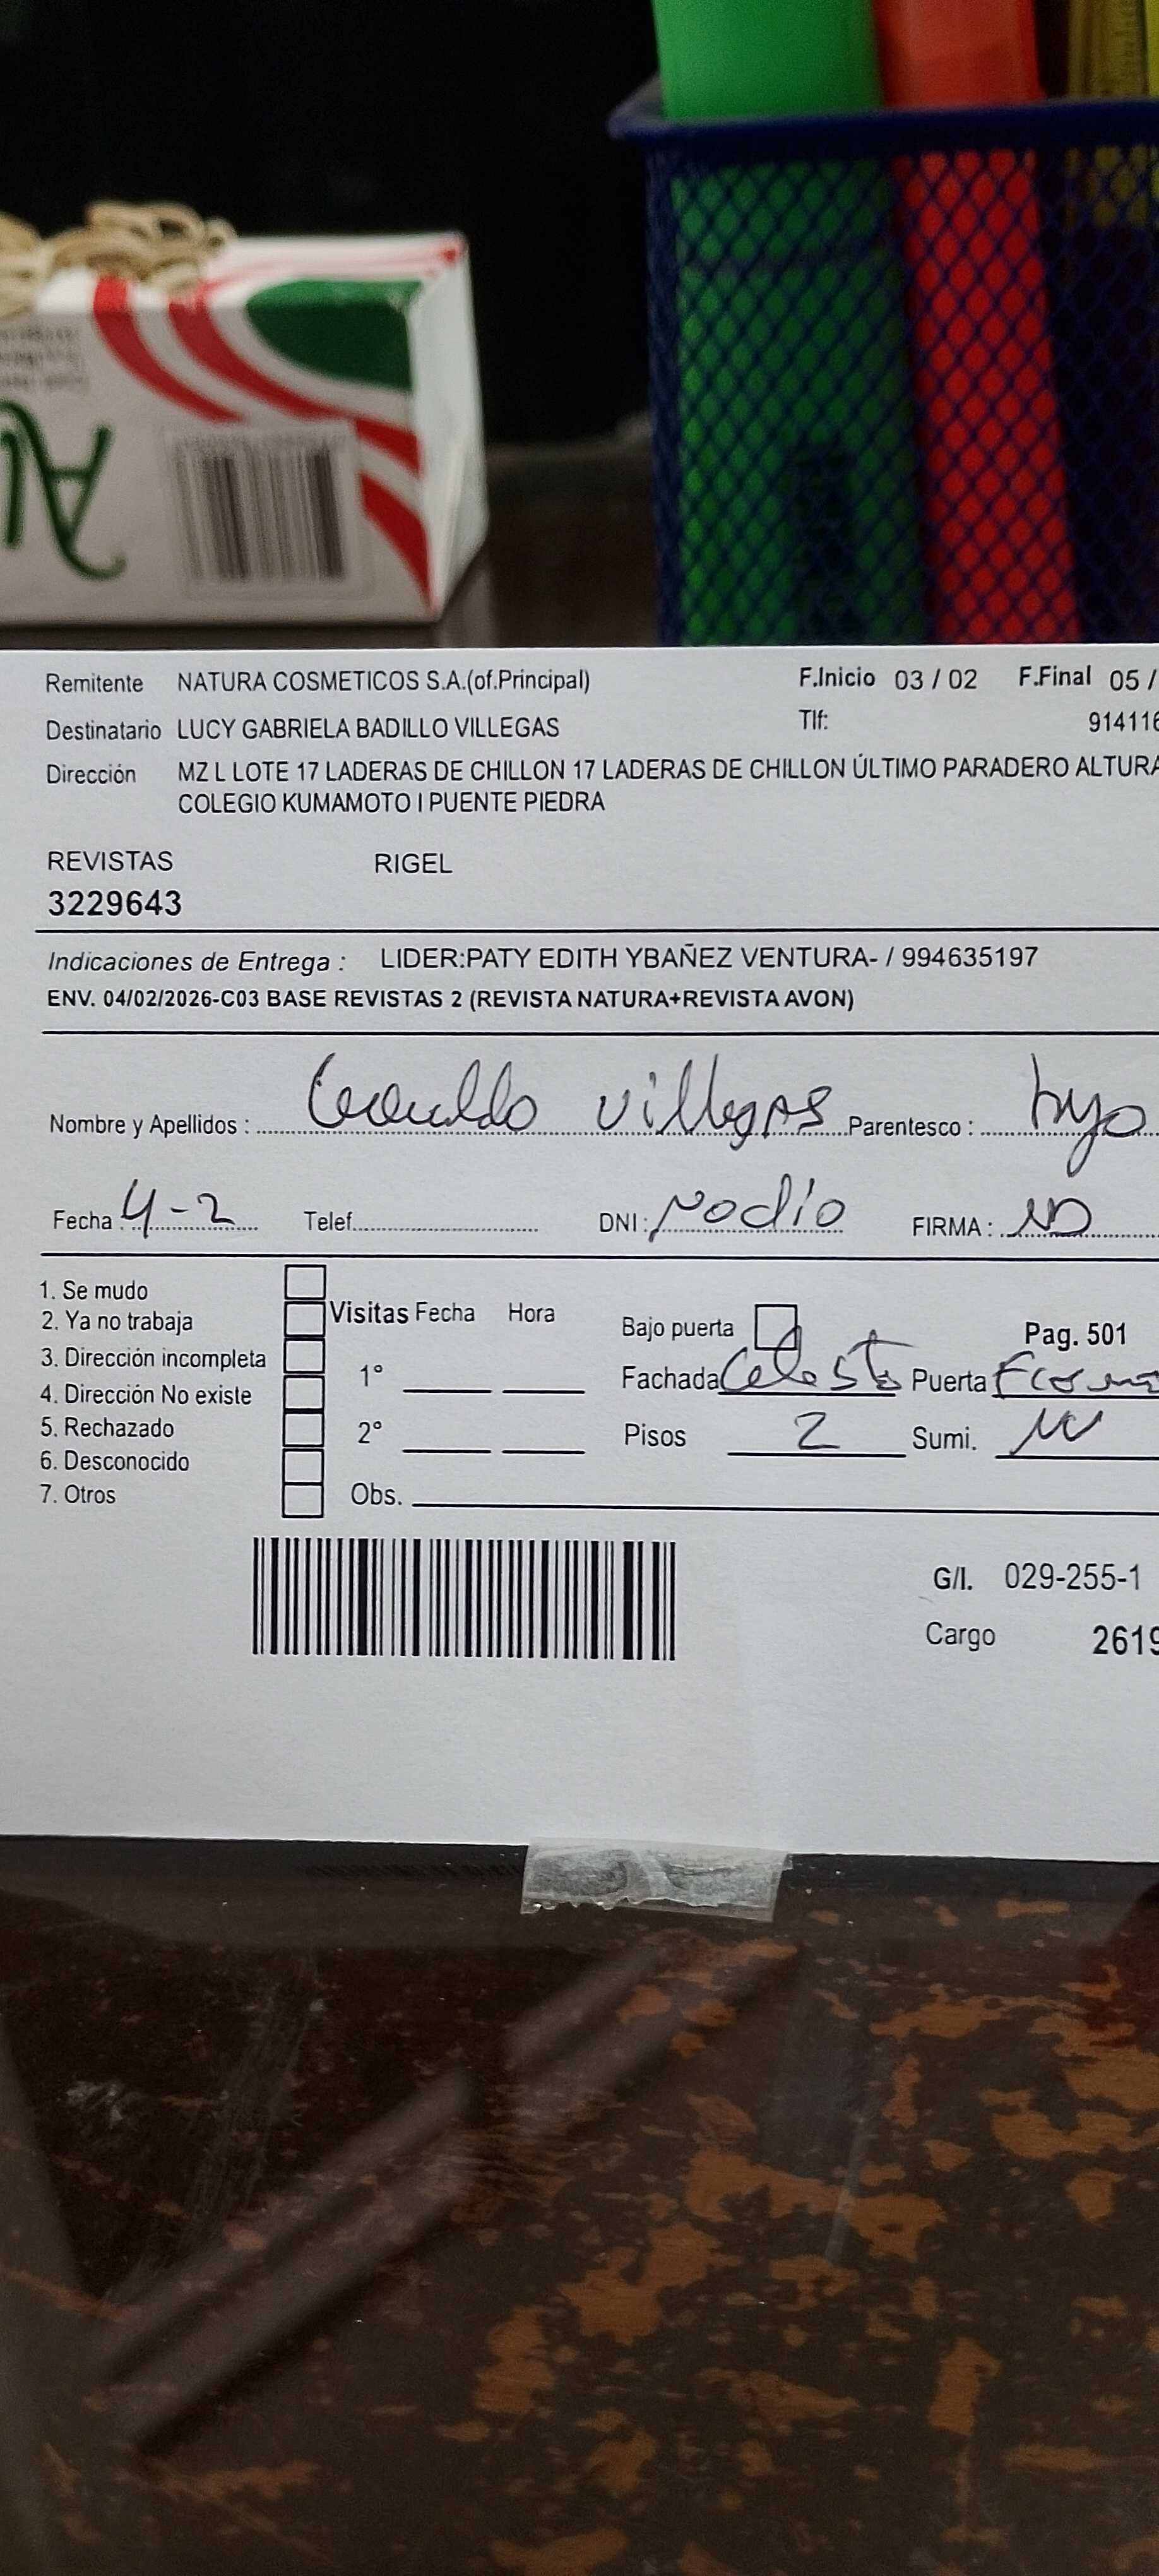 Remitente NATURA COSMETICOS S.A.(of.Principal) F.Inicio 03 / 02 F.Final 05 /
Destinatario LUCY GABRIELA BADILLO VILLEGAS Tlf: 914116
Dirección MZ L LOTE 17 LADERAS DE CHILLON 17 LADERAS DE CHILLON ÚLTIMO PARADERO ALTURA
COLEGIO KUMAMOTO I PUENTE PIEDRA
REVISTAS RIGEL
3229643
Indicaciones de Entrega : LIDER:PATY EDITH YBAÑEZ VENTURA- / 994635197
ENV. 04/02/2026-C03 BASE REVISTAS 2 (REVISTA NATURA+REVISTA AVON)
Nombre y Apellidos : villegas Parentesco : hijo
Fecha : 4-2 Telef. DNI : No dio FIRMA :
1. Se mudo
2. Ya no trabaja Visitas Fecha Hora Bajo puerta Pag. 501
3. Dirección incompleta 1° Fachada Celeste Puerta
4. Dirección No existe
5. Rechazado 2° Pisos 2 Sumi.
6. Desconocido
7. Otros Obs.
G/I. 029-255-1
Cargo 2619